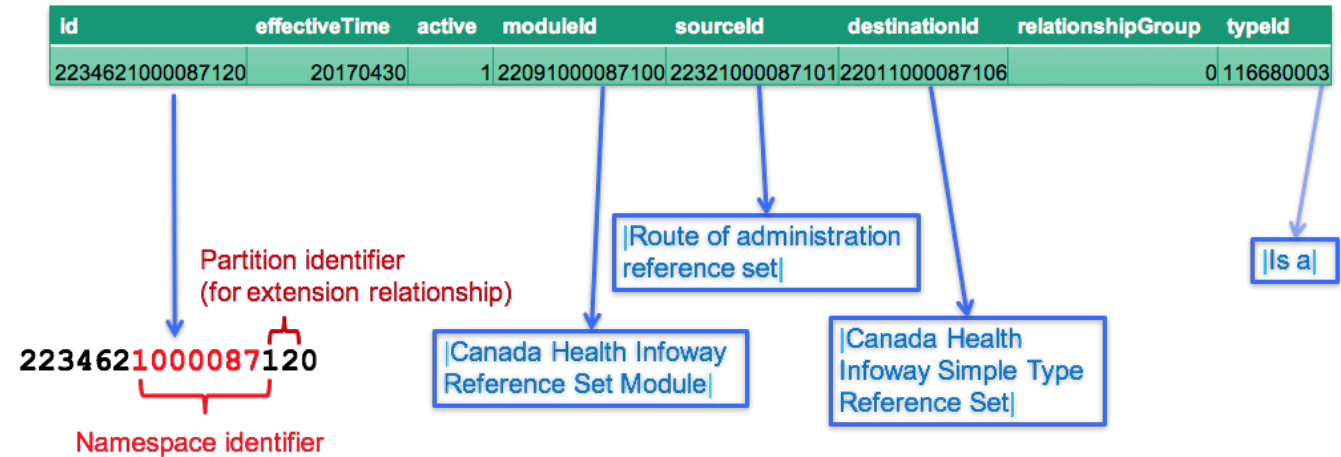 id effectiveTime active moduleId sourceId destinationId relationshipGroup typeId
2234621000087120 20170430 1 22091000087100 22321000087101 22011000087106 0 116680003
|Route of administration
reference set|
|Is a|
Partition identifier
(for extension relationship)
2234621000087120
|Canada Health Infoway
Reference Set Module|
|Canada Health
Infoway Simple Type
Reference Set|
Namespace identifier